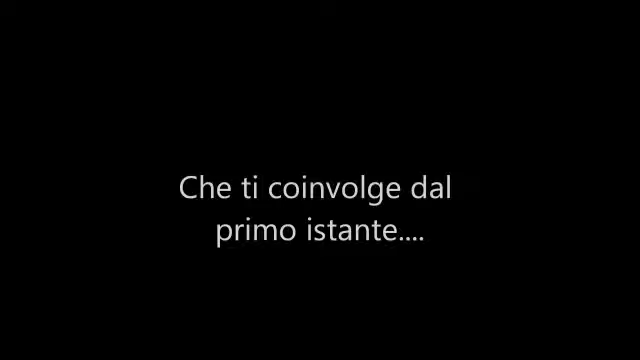 Che ti coinvolge dal
primo istante....